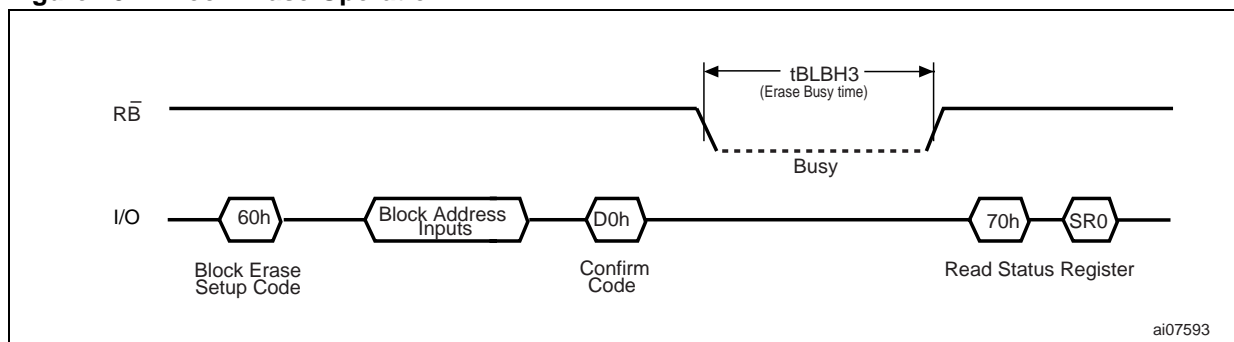 tBLBH3
(Erase Busy time)
RB̅
Busy
I/O
60h
Block Address
Inputs
D0h
70h
SR0
Block Erase
Setup Code
Confirm
Code
Read Status Register
ai07593